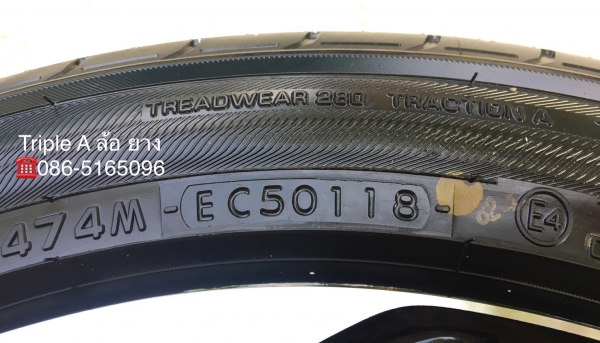 TREADWEAR 280 TRACTION A
Triple A ล้อ ยาง
☎086-5165096
474M -EC50118- E4